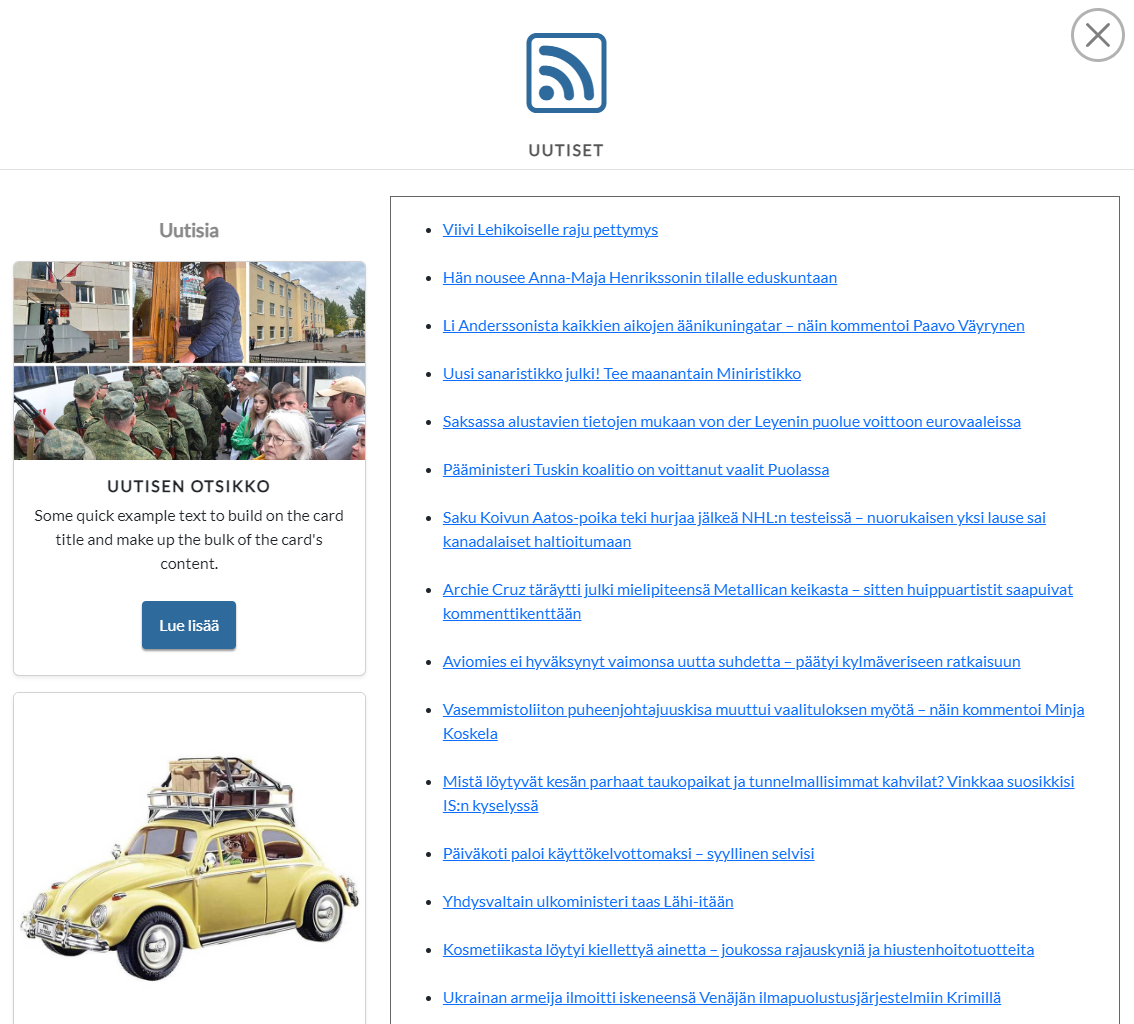 UUTISET
Uutisia
UUTISEN OTSIKKO
Some quick example text to build on the card
title and make up the bulk of the card's
content.
Lue lisää
Viivi Lehikoiselle raju pettymys
Hän nousee Anna-Maja Henrikssonin tilalle eduskuntaan
Li Anderssonista kaikkien aikojen äänikuningatar – näin kommentoi Paavo Väyrynen
Uusi sanaristikko julki! Tee maanantain Miniristikko
Saksassa alustavien tietojen mukaan von der Leyenin puolue voittoon eurovaaleissa
Pääministeri Tuskin koalitio on voittanut vaalit Puolassa
Saku Koivun Aatos-poika teki hurjaa jälkeä NHL:n testeissä – nuorukaisen yksi lause sai
kanadalaiset haltioitumaan
Archie Cruz täräytti julki mielipiteensä Metallican keikasta – sitten huippuartistit saapuivat
kommenttikenttään
Aviomies ei hyväksynyt vaimonsa uutta suhdetta – päätyi kylmäveriseen ratkaisuun
Vasemmistoliiton puheenjohtajuuskisa muuttui vaalituloksen myötä – näin kommentoi Minja
Koskela
Mistä löytyvät kesän parhaat taukopaikat ja tunnelmallisimmat kahvilat? Vinkkaa suosikkisi
IS:n kyselyssä
Päiväkoti paloi käyttökelvottomaksi – syyllinen selvisi
Yhdysvaltain ulkoministeri taas Lähi-itään
Kosmetiikasta löytyi kiellettyä ainetta – joukossa rajauskyniä ja hiustenhoitotuotteita
Ukrainan armeija ilmoitti iskeneensä Venäjän ilmapuolustusjärjestelmiin Krimillä